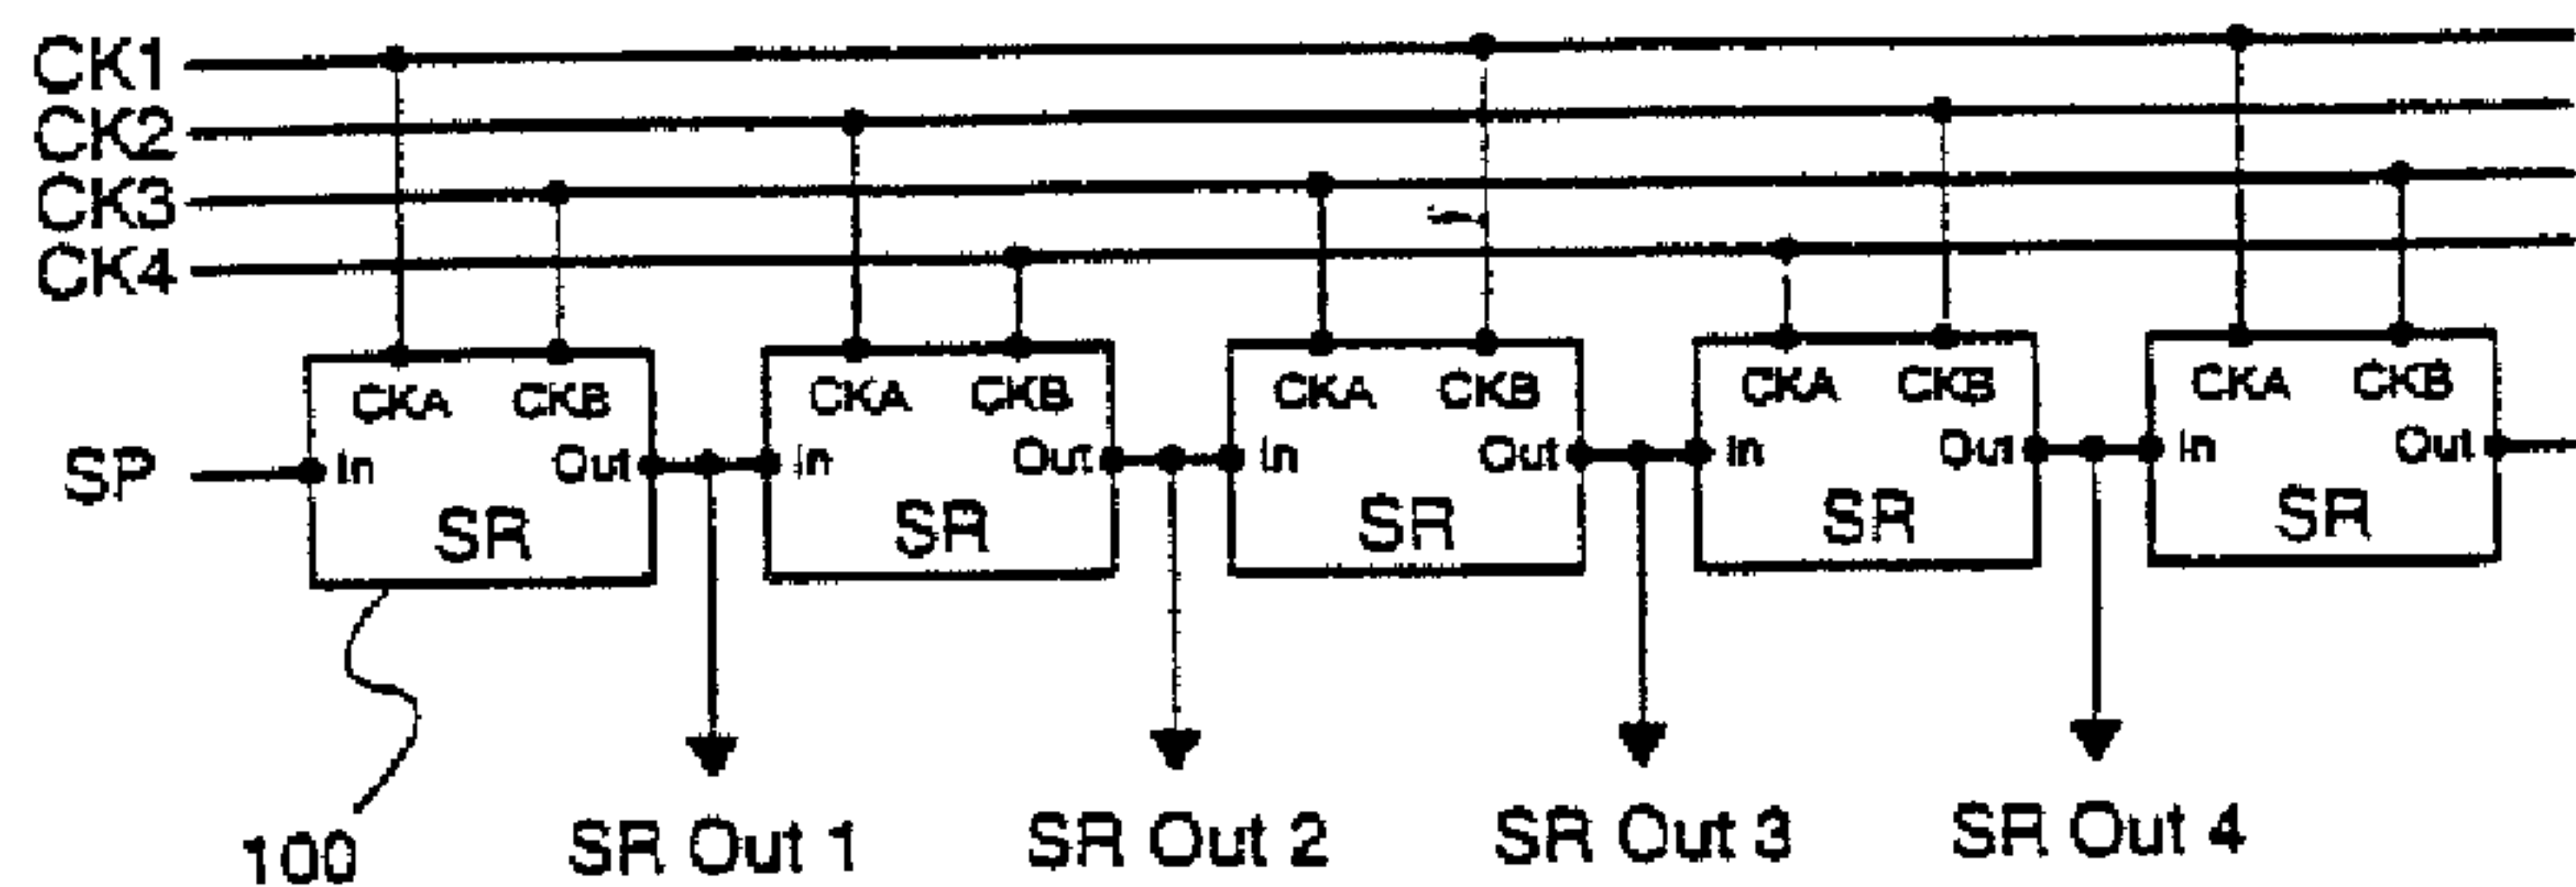 CK1
CK2
CK3
CK4
CKA CKB CKA CKB CKA CKB CKA CKB CKA CKB
SP In Out In Out In Out In Out In Out
SR SR SR SR SR
100 SR Out 1 SR Out 2 SR Out 3 SR Out 4